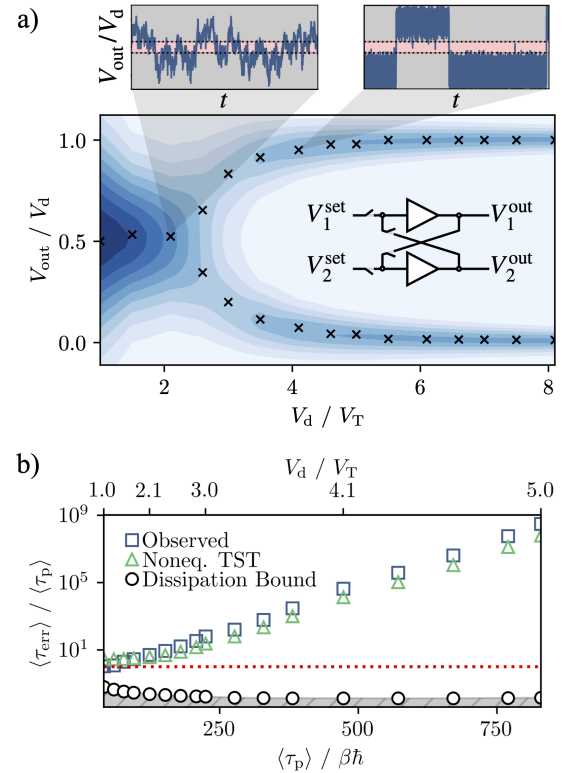 a)
V_out/V_d
t
t
1.0
0.5
0.0
V_out / V_d
V_1^set
V_1^out
V_2^set
V_2^out
2
4
6
8
V_d / V_T
b)
V_d / V_T
1.0
2.1
3.0
4.1
5.0
10^9
10^5
10^1
⟨τ_err⟩ / ⟨τ_p⟩
Observed
Noneq. TST
Dissipation Bound
250
500
750
⟨τ_p⟩ / βℏ